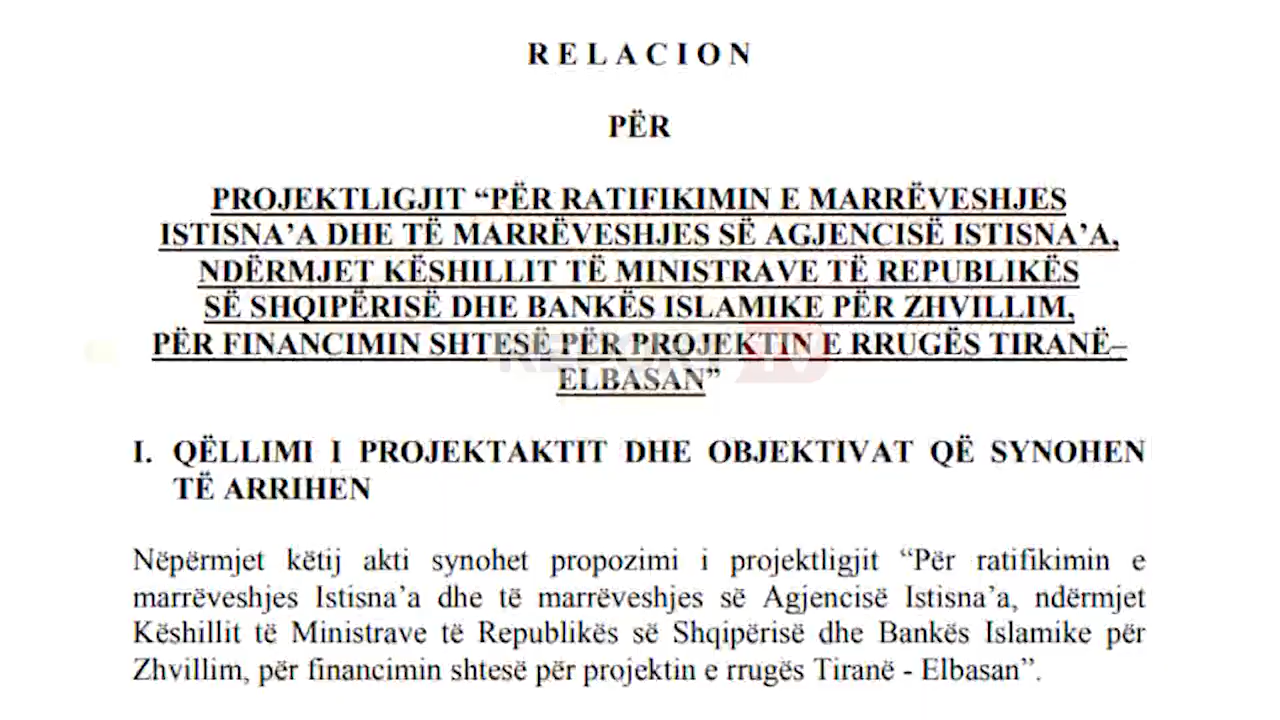 RELACION
PËR
PROJEKTLIGJIT “PËR RATIFIKIMIN E MARRËVESHJES
ISTISNA’A DHE TË MARRËVESHJES SË AGJENCISË ISTISNA’A,
NDËRMJET KËSHILLIT TË MINISTRAVE TË REPUBLIKËS
SË SHQIPËRISË DHE BANKËS ISLAMIKE PËR ZHVILLIM,
PËR FINANCIMIN SHTESË PËR PROJEKTIN E RRUGËS TIRANË–
ELBASAN”
REPORT TV
I. QËLLIMI I PROJEKTAKTIT DHE OBJEKTIVAT QË SYNOHEN
TË ARRIHEN
Nëpërmjet këtij akti synohet propozimi i projektligjit “Për ratifikimin e
marrëveshjes Istisna’a dhe të marrëveshjes së Agjencisë Istisna’a, ndërmjet
Këshillit të Ministrave të Republikës së Shqipërisë dhe Bankës Islamike për
Zhvillim, për financimin shtesë për projektin e rrugës Tiranë - Elbasan”.